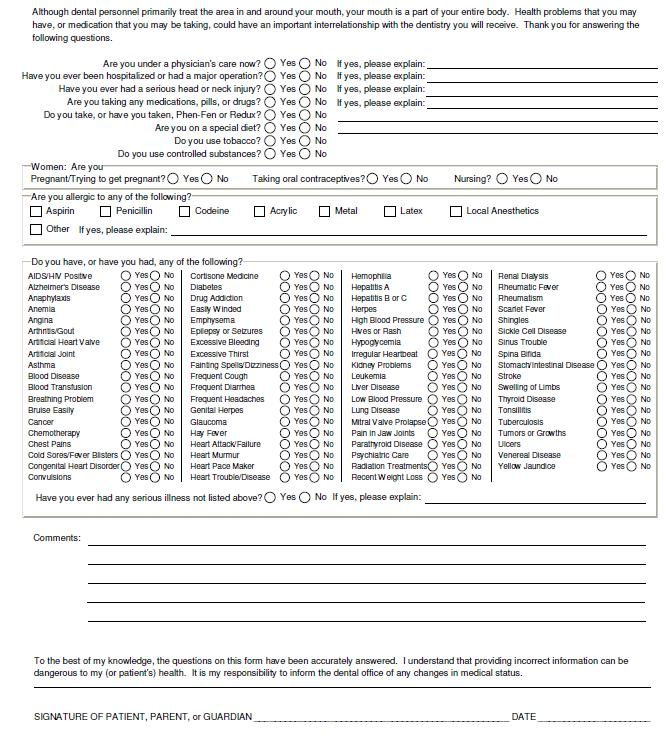 Although dental personnel primarily treat the area in and around your mouth, your mouth is a part of your entire body. Health problems that you may
have, or medication that you may be taking, could have an important interrelationship with the dentistry you will receive. Thank you for answering the
following questions.
Are you under a physician's care now? Yes No If yes, please explain:
Have you ever been hospitalized or had a major operation? Yes No If yes, please explain:
Have you ever had a serious head or neck injury? Yes No If yes, please explain:
Are you taking any medications, pills, or drugs? Yes No If yes, please explain:
Do you take, or have you taken, Phen-Fen or Redux? Yes No
Are you on a special diet? Yes No
Do you use tobacco? Yes No
Do you use controlled substances? Yes No
Women: Are you
Pregnant/Trying to get pregnant? Yes No Taking oral contraceptives? Yes No Nursing? Yes No
Are you allergic to any of the following?
Aspirin Penicillin Codeine Acrylic Metal Latex Local Anesthetics
Other If yes, please explain:
Do you have, or have you had, any of the following?
AIDS/HIV Positive Yes No Cortisone Medicine Yes No Hemophilia Yes No Renal Dialysis Yes No
Alzheimer's Disease Yes No Diabetes Yes No Hepatitis A Yes No Rheumatic Fever Yes No
Anaphylaxis Yes No Drug Addiction Yes No Hepatitis B or C Yes No Rheumatism Yes No
Anemia Yes No Easily Winded Yes No Herpes Yes No Scarlet Fever Yes No
Angina Yes No Emphysema Yes No High Blood Pressure Yes No Shingles Yes No
Arthritis/Gout Yes No Epilepsy or Seizures Yes No Hives or Rash Yes No Sickle Cell Disease Yes No
Artificial Heart Valve Yes No Excessive Bleeding Yes No Hypoglycemia Yes No Sinus Trouble Yes No
Artificial Joint Yes No Excessive Thirst Yes No Irregular Heartbeat Yes No Spina Bifida Yes No
Asthma Yes No Fainting Spells/Dizziness Yes No Kidney Problems Yes No Stomach/Intestinal Disease Yes No
Blood Disease Yes No Frequent Cough Yes No Leukemia Yes No Stroke Yes No
Blood Transfusion Yes No Frequent Diarrhea Yes No Liver Disease Yes No Swelling of Limbs Yes No
Breathing Problem Yes No Frequent Headaches Yes No Low Blood Pressure Yes No Thyroid Disease Yes No
Bruise Easily Yes No Genital Herpes Yes No Lung Disease Yes No Tonsillitis Yes No
Cancer Yes No Glaucoma Yes No Mitral Valve Prolapse Yes No Tuberculosis Yes No
Chemotherapy Yes No Hay Fever Yes No Pain in Jaw Joints Yes No Tumors or Growths Yes No
Chest Pains Yes No Heart Attack/Failure Yes No Parathyroid Disease Yes No Ulcers Yes No
Cold Sores/Fever Blisters Yes No Heart Murmur Yes No Psychiatric Care Yes No Venereal Disease Yes No
Congenital Heart Disorder Yes No Heart Pace Maker Yes No Radiation Treatments Yes No Yellow Jaundice Yes No
Convulsions Yes No Heart Trouble/Disease Yes No Recent Weight Loss Yes No
Have you ever had any serious illness not listed above? Yes No If yes, please explain:
Comments:
To the best of my knowledge, the questions on this form have been accurately answered. I understand that providing incorrect information can be
dangerous to my (or patient's) health. It is my responsibility to inform the dental office of any changes in medical status.
SIGNATURE OF PATIENT, PARENT, or GUARDIAN DATE